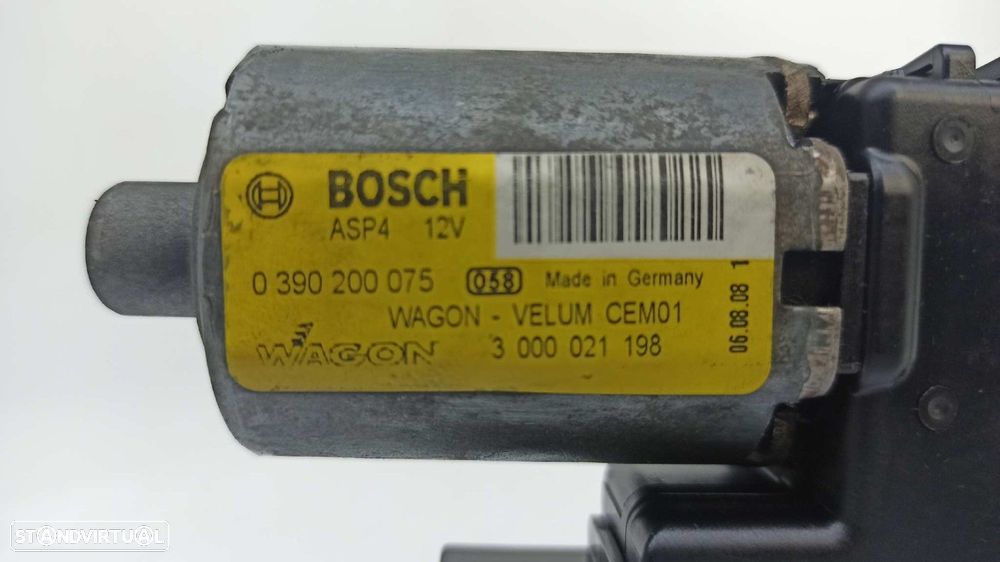 BOSCH
ASP4 12V
0 390 200 075 058 Made in Germany
WAGON - VELUM CEM01
WAGON 3 000 021 198
06.08.08 1
STANDVIRTUAL